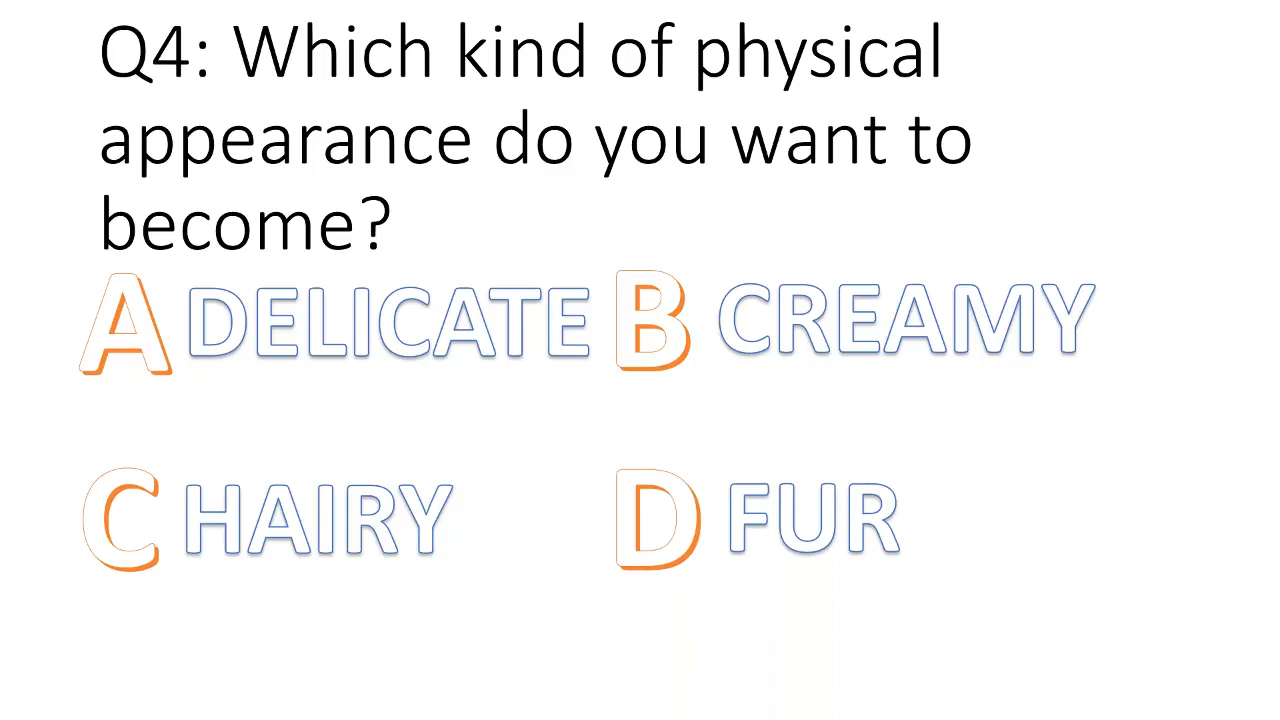 Q4: Which kind of physical
appearance do you want to
become?
A DELICATE B CREAMY
C HAIRY D FUR